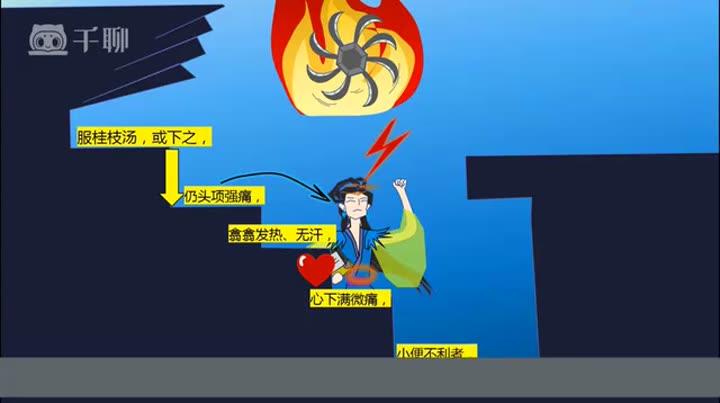 千聊
服桂枝汤，或下之，
仍头项强痛，
翕翕发热、无汗，
心下满微痛，
小便不利者，